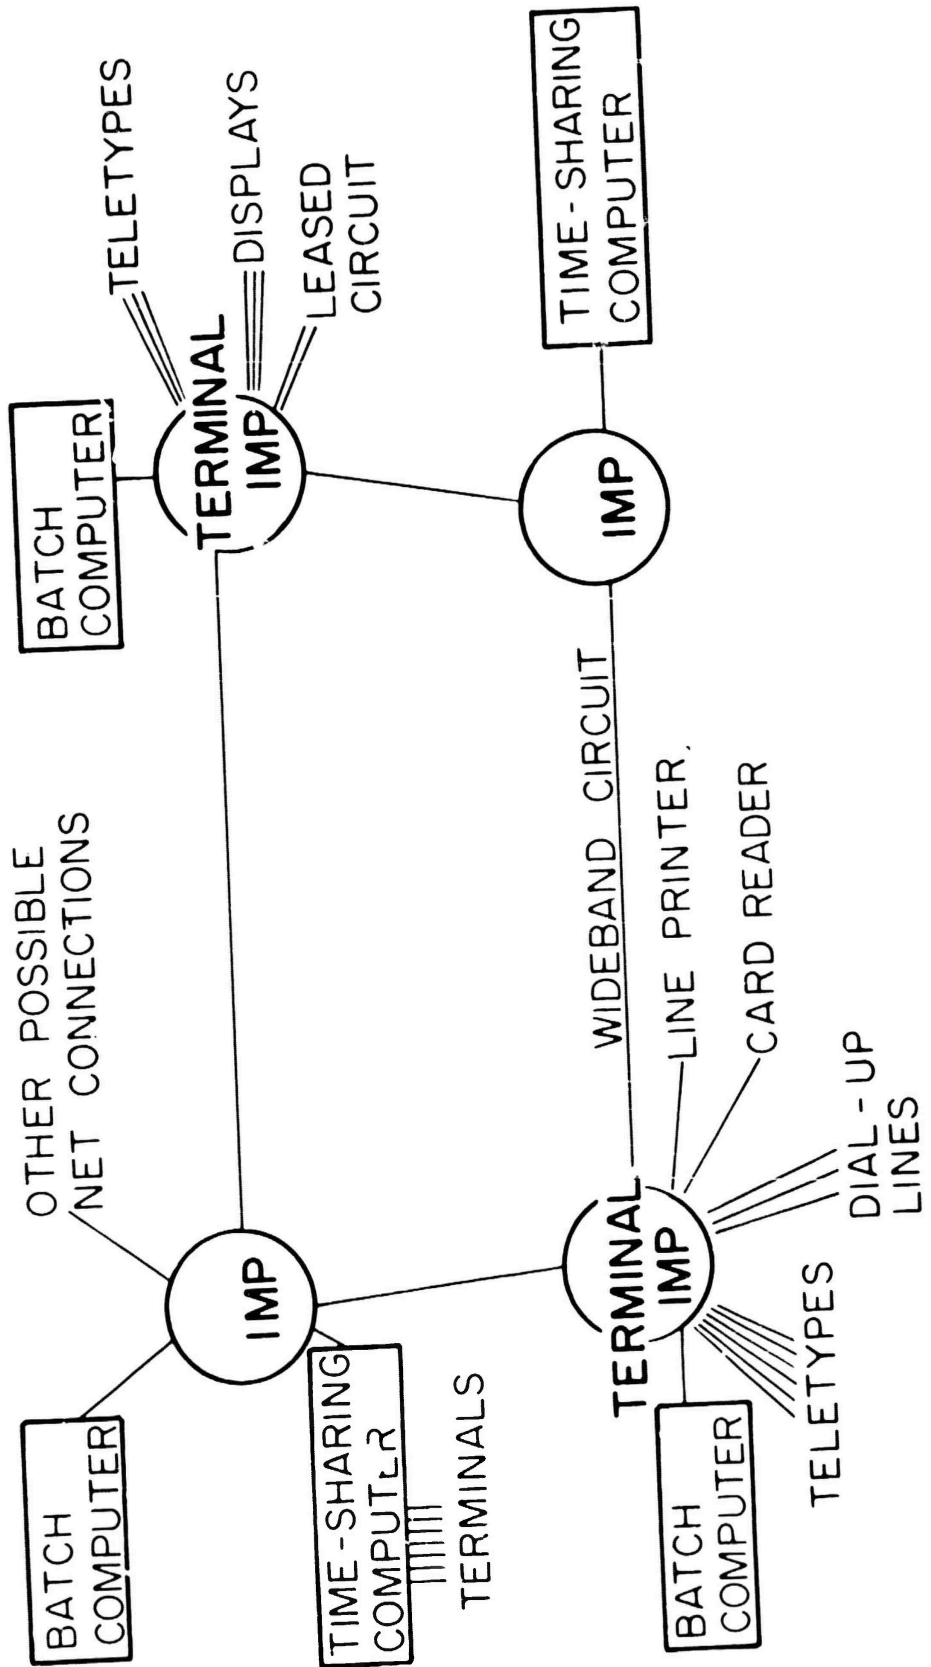 OTHER POSSIBLE
NET CONNECTIONS
BATCH
COMPUTER
BATCH
COMPUTER
TELETYPES
TERMINAL
IMP
DISPLAYS
LEASED
CIRCUIT
IMP
TIME-SHARING
COMPUTER
TERMINALS
WIDEBAND CIRCUIT
IMP
TIME-SHARING
COMPUTER
TERMINAL
IMP
LINE PRINTER.
CARD READER
BATCH
COMPUTER
TELETYPES
DIAL-UP
LINES